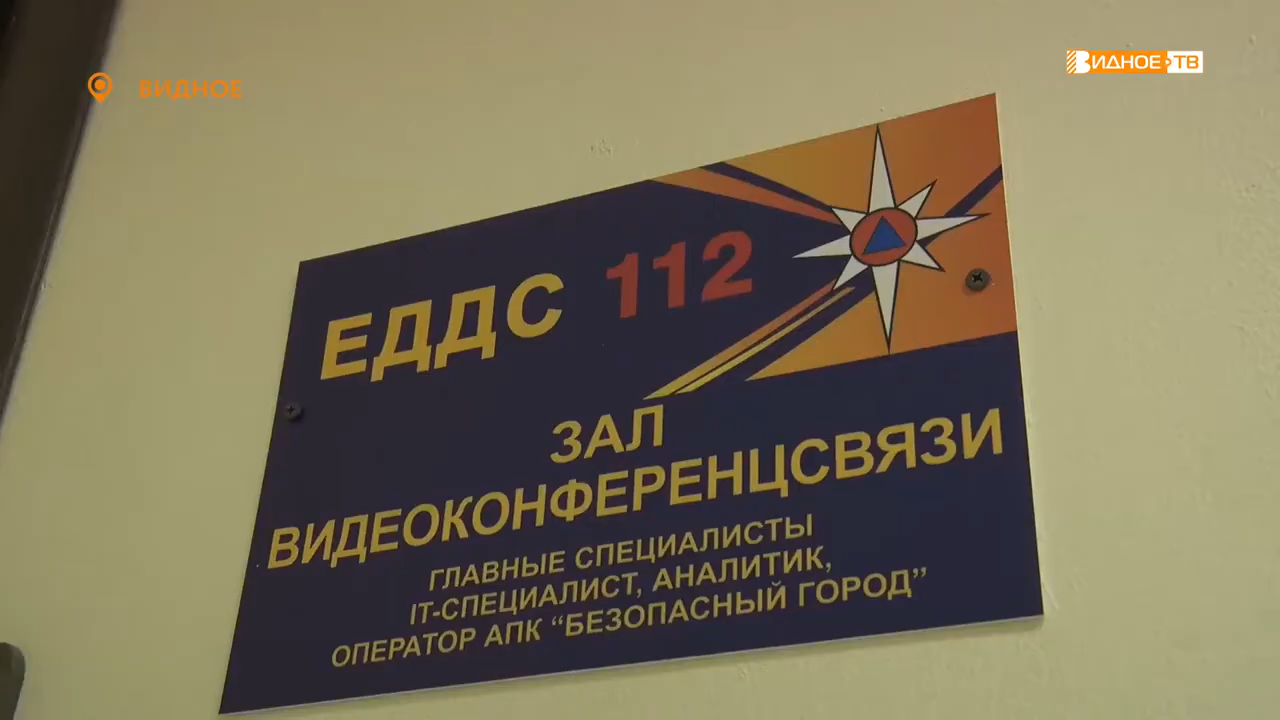 ВИДНОЕ
ВИДНОЕ ТВ
ЕДДС 112
ЗАЛ
ВИДЕОКОНФЕРЕНЦСВЯЗИ
ГЛАВНЫЕ СПЕЦИАЛИСТЫ
IT-СПЕЦИАЛИСТ, АНАЛИТИК,
ОПЕРАТОР АПК “БЕЗОПАСНЫЙ ГОРОД”